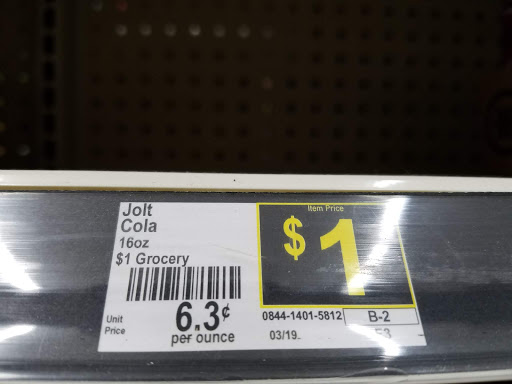 Jolt
Cola
16oz
$1 Grocery
Unit
Price
6.3¢
per ounce
Item Price
$1
0844-1401-5812
B-2
03/19